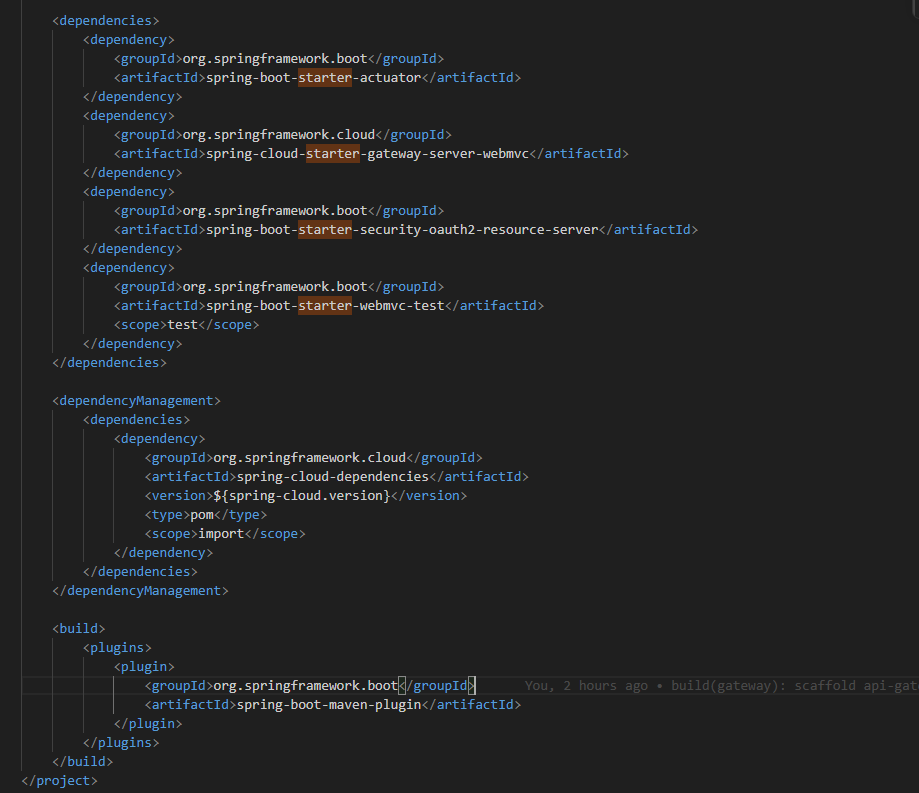 <dependencies>
<dependency>
<groupId>org.springframework.boot</groupId>
<artifactId>spring-boot-starter-actuator</artifactId>
</dependency>
<dependency>
<groupId>org.springframework.cloud</groupId>
<artifactId>spring-cloud-starter-gateway-server-webmvc</artifactId>
</dependency>
<dependency>
<groupId>org.springframework.boot</groupId>
<artifactId>spring-boot-starter-security-oauth2-resource-server</artifactId>
</dependency>
<dependency>
<groupId>org.springframework.boot</groupId>
<artifactId>spring-boot-starter-webmvc-test</artifactId>
<scope>test</scope>
</dependency>
</dependencies>
<dependencyManagement>
<dependencies>
<dependency>
<groupId>org.springframework.cloud</groupId>
<artifactId>spring-cloud-dependencies</artifactId>
<version>${spring-cloud.version}</version>
<type>pom</type>
<scope>import</scope>
</dependency>
</dependencies>
</dependencyManagement>
<build>
<plugins>
<plugin>
<groupId>org.springframework.boot</groupId> You, 2 hours ago • build(gateway): scaffold api-gat
<artifactId>spring-boot-maven-plugin</artifactId>
</plugin>
</plugins>
</build>
</project>